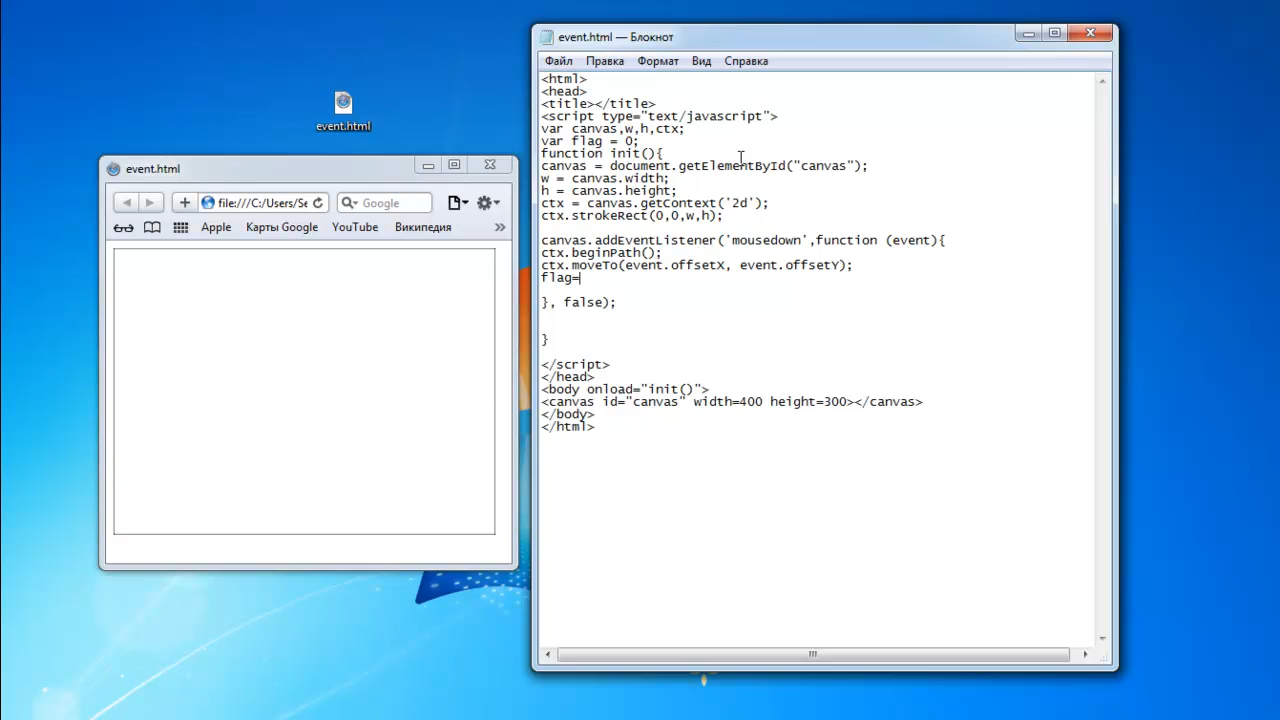 event.html
event.html
file:///C:/Users/Se
Google
Apple
Карты Google
YouTube
Википедия
»
event.html — Блокнот
Файл Правка Формат Вид Справка
<html>
<head>
<title></title>
<script type="text/javascript">
var canvas,w,h,ctx;
var flag = 0;
function init(){
canvas = document.getElementById("canvas");
w = canvas.width;
h = canvas.height;
ctx = canvas.getContext('2d');
ctx.strokeRect(0,0,w,h);
canvas.addEventListener('mousedown',function (event){
ctx.beginPath();
ctx.moveTo(event.offsetX, event.offsetY);
flag=
}, false);
}
</script>
</head>
<body onload="init()">
<canvas id="canvas" width=400 height=300></canvas>
</body>
</html>